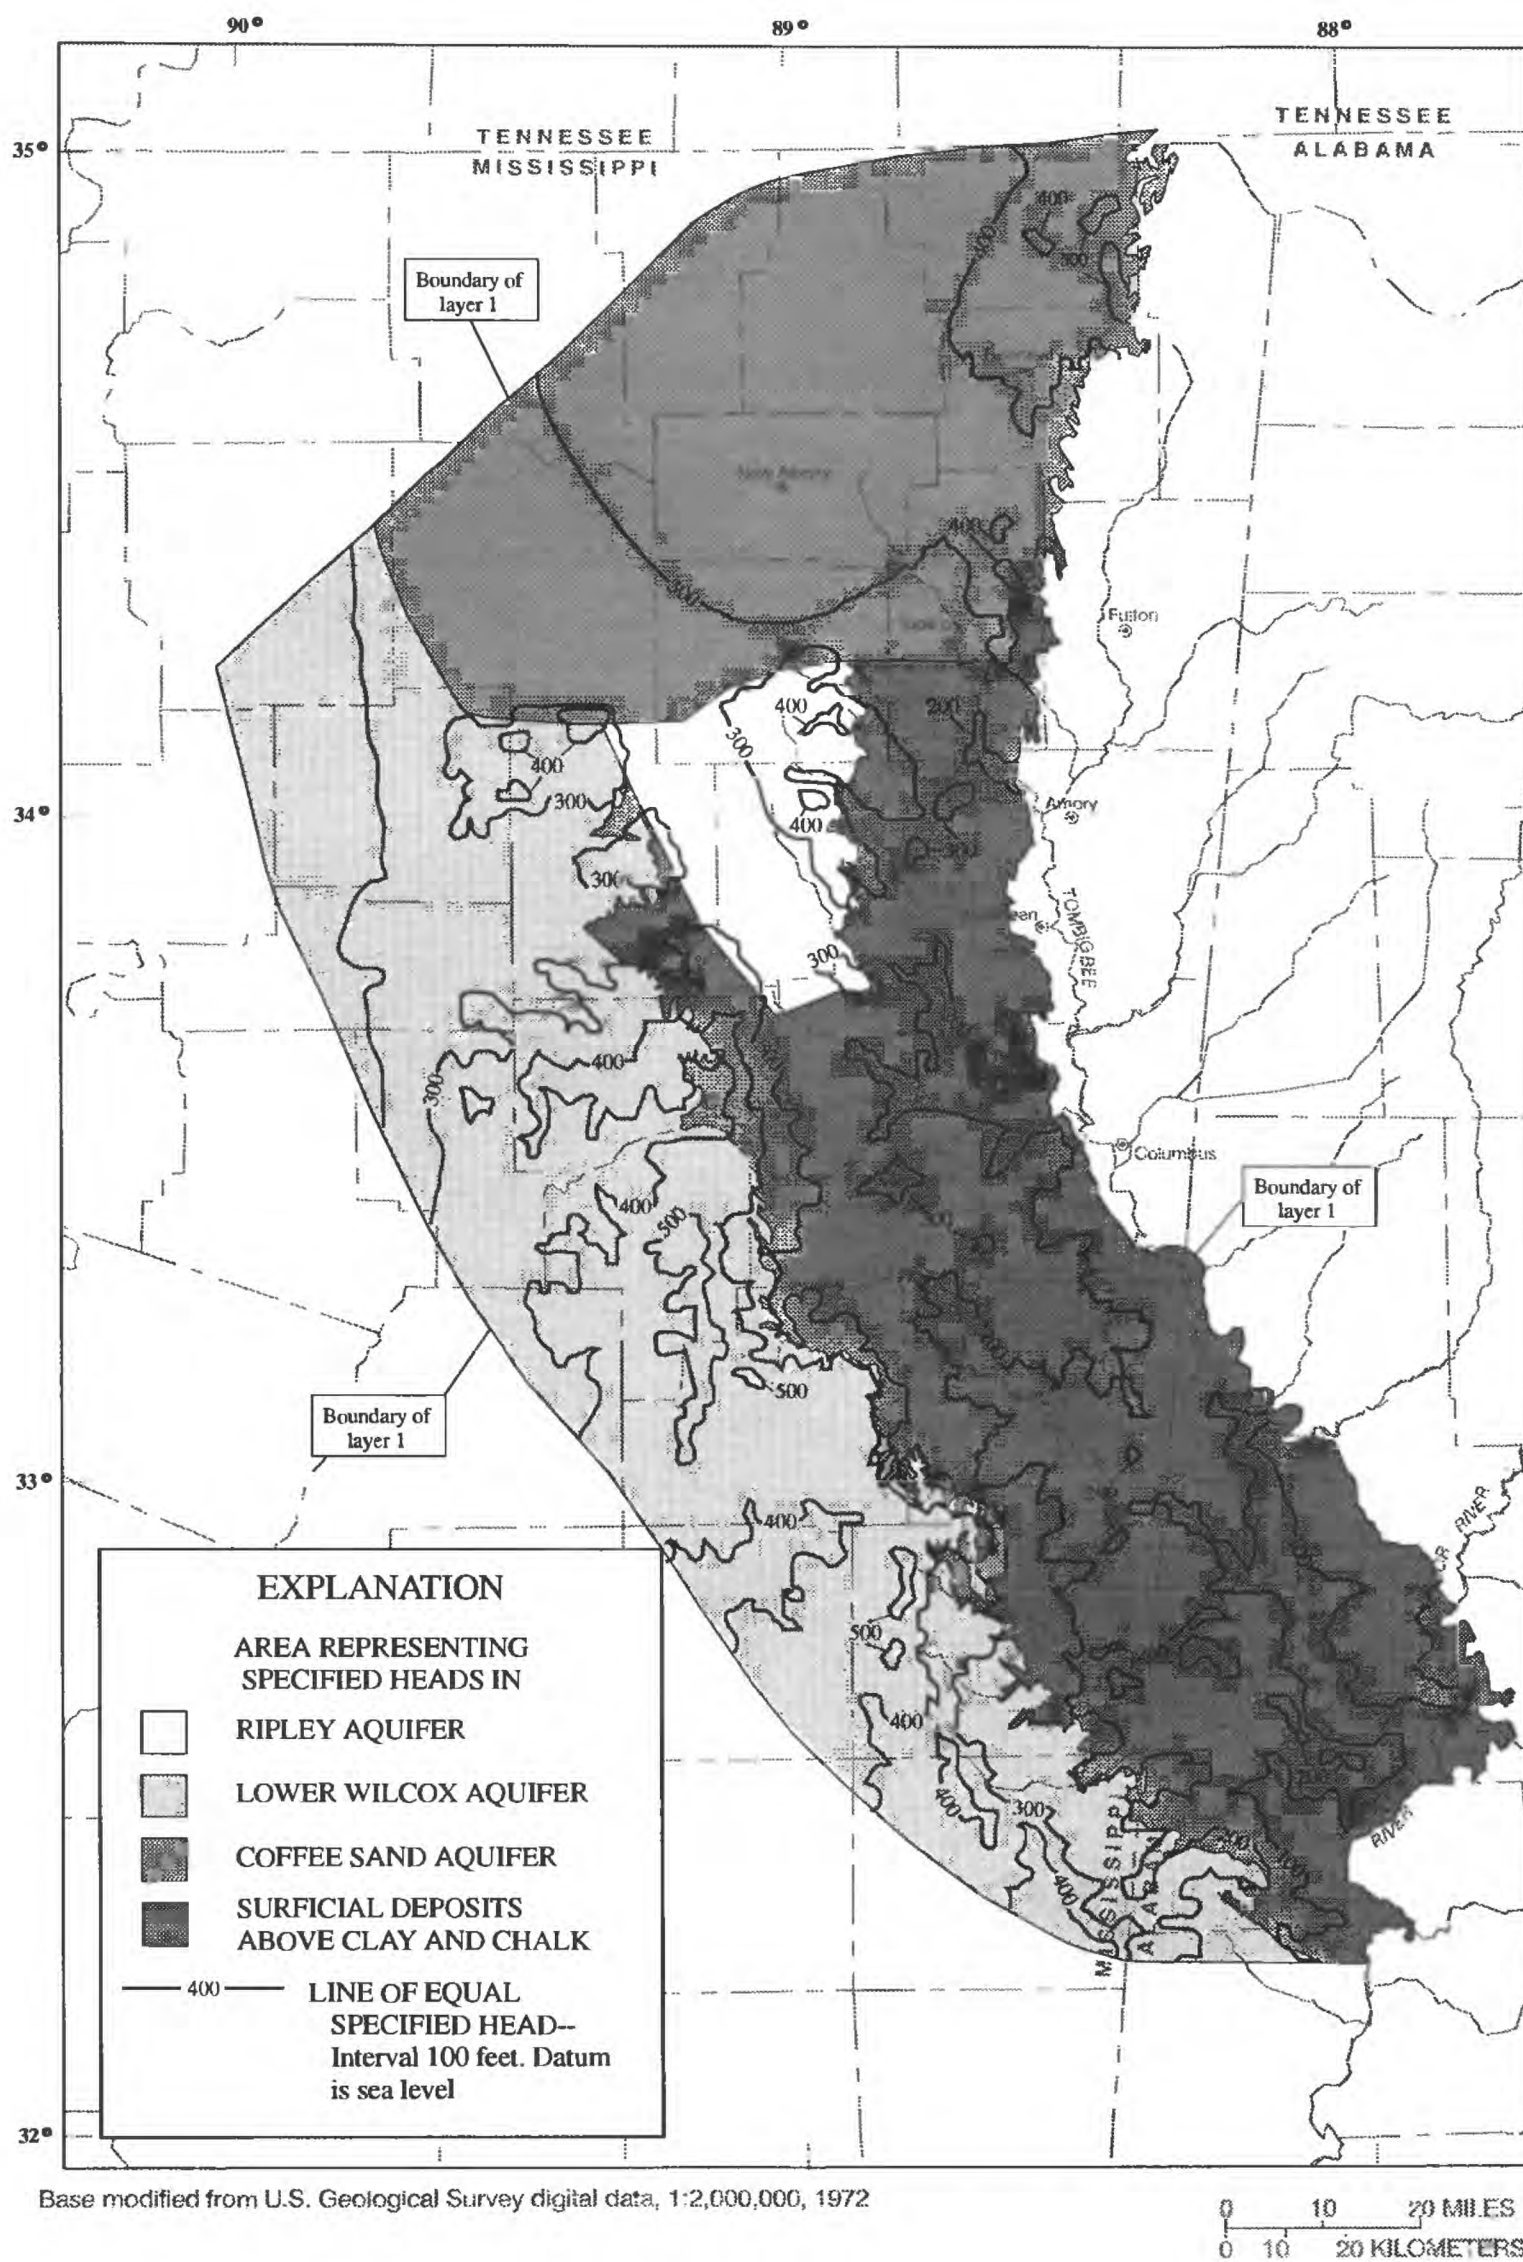 90°
89°
88°
TENNESSEE
MISSISSIPPI
TENNESSEE
ALABAMA
35°
400
400
300
Boundary of
layer 1
New Albany
400
300
Fulton
400
200
300
400
300
34°
400
Amory
300
TOMBIGBEE
300
400
300
Columbus
400
500
Boundary of
layer 1
500
Boundary of
layer 1
33°
400
RIVER
500
400
400
300
RIVER
400
MISSISSIPPI
EXPLANATION
AREA REPRESENTING
SPECIFIED HEADS IN
RIPLEY AQUIFER
LOWER WILCOX AQUIFER
COFFEE SAND AQUIFER
SURFICIAL DEPOSITS
ABOVE CLAY AND CHALK
400 LINE OF EQUAL
SPECIFIED HEAD--
Interval 100 feet. Datum
is sea level
32°
Base modified from U.S. Geological Survey digital data, 1:2,000,000, 1972
0 10 20 MILES
0 10 20 KILOMETERS